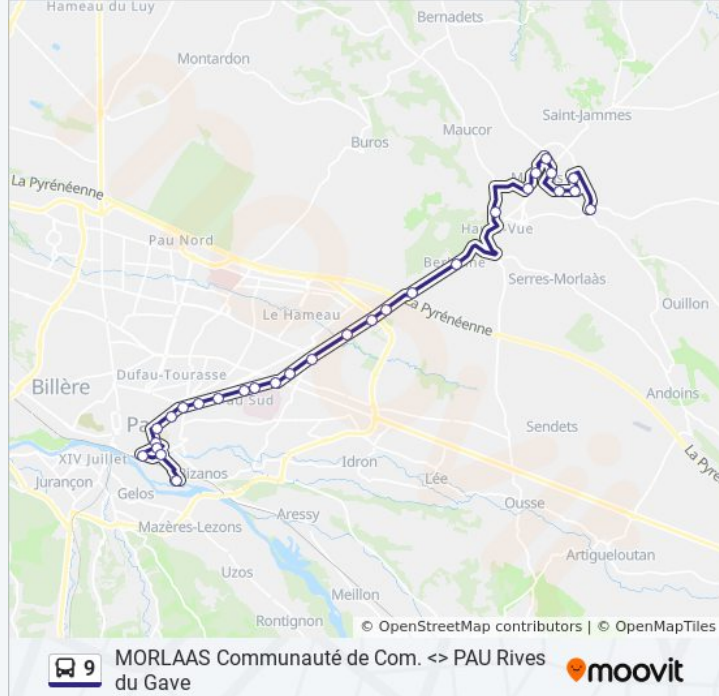 Hameau du Luy
Bernadets
Montardon
Saint-Jammes
Maucor
Buros
La Pyrénéenne
Pau Nord
Serres-Morlaàs
La Pyrénéenne
Ouillon
Le Hameau
Dufau-Tourasse
Billère
Andoins
Sendets
XIV Juillet
Bizanos
Idron
Jurançon
Gelos
Lée
Ousse
Aressy
Mazères-Lezons
Artigueloutan
Uzos
Meillon
Rontignon
© OpenStreetMap contributors | © OpenMapTiles
9
MORLAAS Communauté de Com. <> PAU Rives
du Gave
moovit